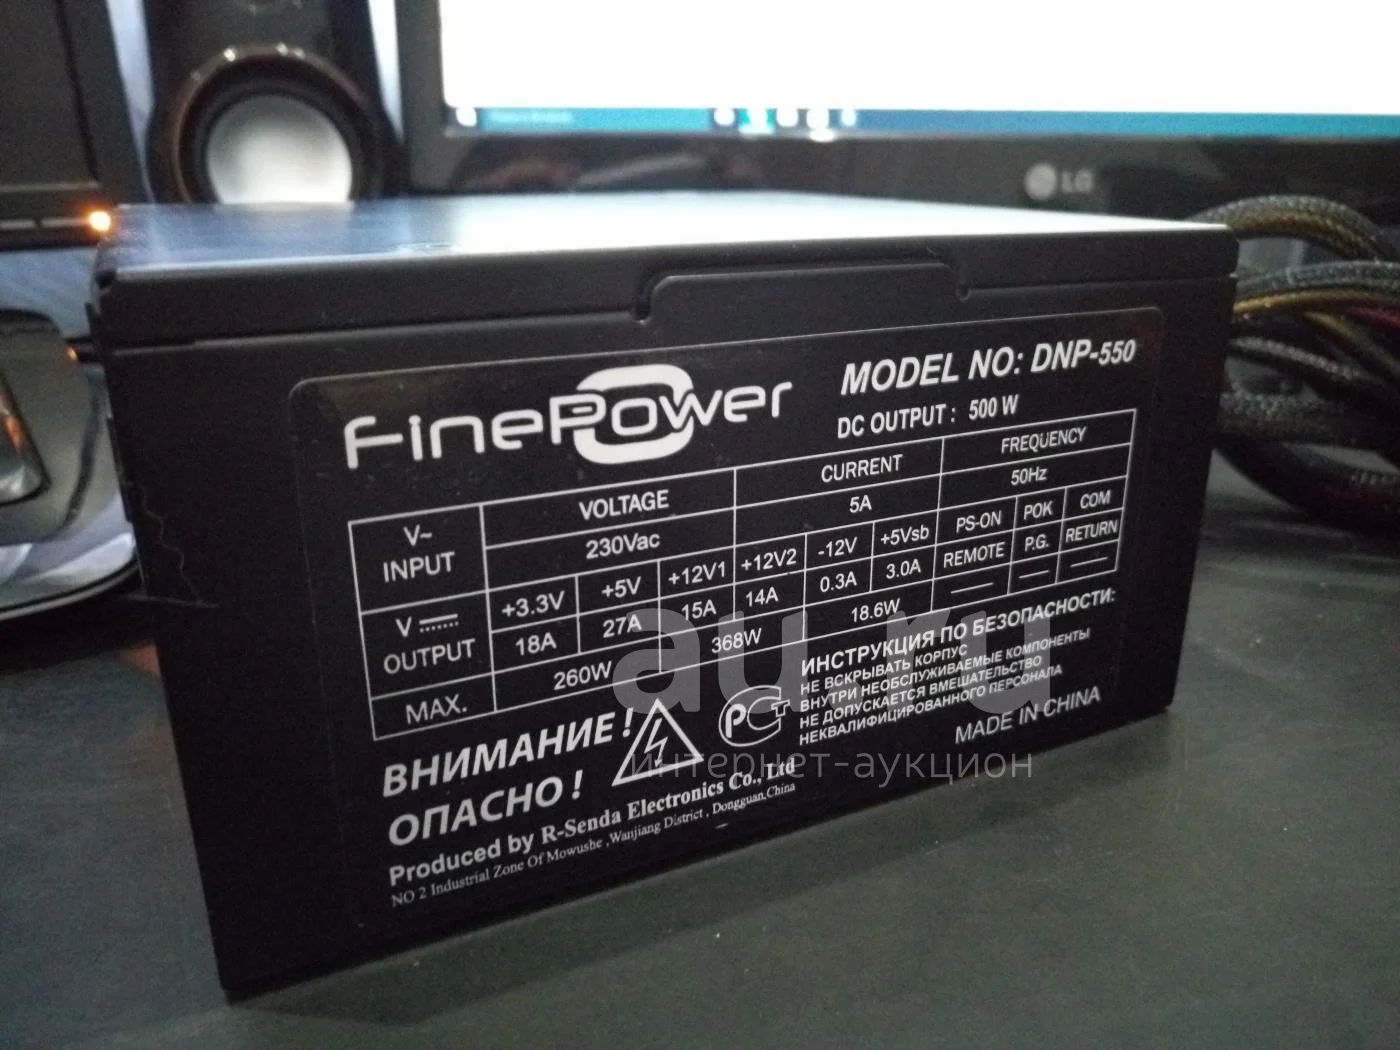 LG
FinePower
MODEL NO: DNP-550
DC OUTPUT : 500 W
V~ INPUT VOLTAGE CURRENT FREQUENCY
230Vac 5A 50Hz
V OUTPUT +3.3V +5V +12V1 +12V2 -12V +5Vsb PS-ON POK COM
18A 27A 15A 14A 0.3A 3.0A REMOTE P.G. RETURN
MAX. 260W 368W 18.6W
ВНИМАНИЕ !
ОПАСНО !
РСТ
ИНСТРУКЦИЯ ПО БЕЗОПАСНОСТИ:
НЕ ВСКРЫВАТЬ КОРПУС
ВНУТРИ НЕОБСЛУЖИВАЕМЫЕ КОМПОНЕНТЫ
НЕ ДОПУСКАЕТСЯ ВМЕШАТЕЛЬСТВО
НЕКВАЛИФИЦИРОВАННОГО ПЕРСОНАЛА
MADE IN CHINA
Produced by R-Senda Electronics Co., Ltd
NO 2 Industrial Zone Of Mowushe ,Wanjiang District , Dongguan,China
au.ru
интернет-аукцион